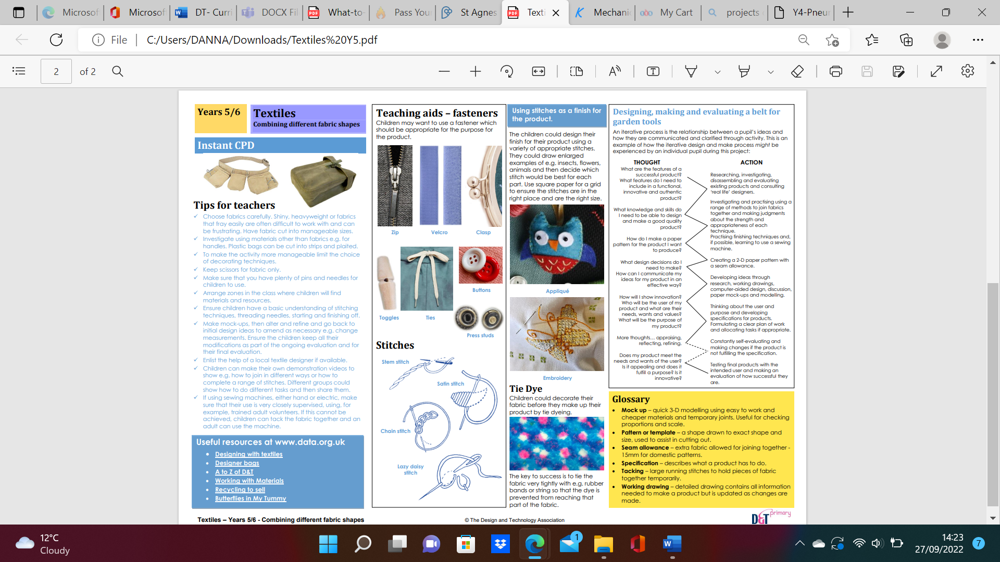 Microsof
Microsof
DT- Curri
DOCX Fil
What-to-
Pass Your
St Agnes
Texti
Mechani
My Cart
projects
Y4-Pneur
File
C:/Users/DANNA/Downloads/Textiles%20Y5.pdf
2
of 2
Years 5/6
Textiles
Combining different fabric shapes
Instant CPD
Tips for teachers
✓ Choose fabrics carefully. Shiny, heavyweight or fabrics
that fray easily are often difficult to work with and can
be frustrating. Have fabric cut into manageable sizes.
✓ Investigate using materials other than fabrics e.g. for
handles. Plastic bags can be cut into strips and plaited.
✓ To make the activity more manageable limit the choice
of decorating techniques.
✓ Keep scissors for fabric only.
✓ Make sure that you have plenty of pins and needles for
children to use.
✓ Arrange zones in the class where children will find
materials and resources.
✓ Ensure children have a basic understanding of stitching
techniques, threading needles, starting and finishing off.
✓ Make mock-ups, then alter and refine and go back to
initial design ideas to amend as necessary e.g. change
measurements. Ensure the children keep all their
modifications as part of the ongoing evaluation and for
their final evaluation.
✓ Enlist the help of a local textile designer if available.
✓ Children can make their own demonstration videos to
show e.g. how to join in different ways or how to
complete a range of stitches. Different groups could
show how to do different tasks and then share them.
✓ If using sewing machines, either hand or electric, make
sure that their use is very closely supervised, using, for
example, trained adult volunteers. If this cannot be
achieved, children can tack the fabric together and an
adult can use the machine.
Useful resources at www.data.org.uk
• Designing with textiles
• Designer bags
• A to Z of D&T
• Working with Materials
• Recycling to sell
• Butterflies in My Tummy
Teaching aids – fasteners
Children may want to use a fastener which
should be appropriate for the purpose for
the product.
Zip
Velcro
Clasp
Toggles
Ties
Buttons
Press studs
Stitches
Stem stitch
Satin stitch
Chain stitch
Lazy daisy
stitch
Using stitches as a finish for
the product.
The children could design their
finish for their product using a
variety of appropriate stitches.
They could draw enlarged
examples of e.g. insects, flowers,
animals and then decide which
stitch would be best for each
part. Use square paper for a grid
to ensure the stitches are in the
right place and are the right size.
Appliqué
Embroidery
Tie Dye
Children could decorate their
fabric before they make up their
product by tie dyeing.
The key to success is to tie the
fabric very tightly with e.g. rubber
bands or string so that the dye is
prevented from reaching that
part of the fabric.
Designing, making and evaluating a belt for
garden tools
An iterative process is the relationship between a pupil's ideas and
how they are communicated and clarified through activity. This is an
example of how the iterative design and make process might be
experienced by an individual pupil during this project:
THOUGHT
What are the features of a
successful product?
What features do I need to
include in a functional,
innovative and authentic
product?
What knowledge and skills do
I need to be able to design
and make a good quality
product?
How do I make a paper
pattern for the product I want
to produce?
What design decisions do I
need to make?
How can I communicate my
ideas for my product in an
effective way?
How will I show innovation?
Who will be the user of my
product and what are their
needs, wants and values?
What will be the purpose of
my product?
More thoughts… appraising,
reflecting, refining.
Does my product meet the
needs and wants of the user?
Is it appealing and does it
fulfill a purpose? Is it
innovative?
ACTION
Researching, investigating,
disassembling and evaluating
existing products and consulting
'real life' designers.
Investigating and practising using a
range of methods to join fabrics
together and making judgments
about the strength and
appropriateness of each
technique.
Practising finishing techniques and,
if possible, learning to use a sewing
machine.
Creating a 2-D paper pattern with
a seam allowance.
Developing ideas through
research, working drawings,
computer-aided design, discussion,
paper mock-ups and modelling.
Thinking about the user and
purpose and developing
specifications for products.
Formulating a clear plan of work
and allocating tasks if appropriate.
Constantly self-evaluating and
making changes if the product is
not fulfilling the specification.
Testing final products with the
intended user and making an
evaluation of how successful they
are.
Glossary
• Mock up – quick 3-D modelling using easy to work and
cheaper materials and temporary joints. Useful for checking
proportions and scale.
• Pattern or template – a shape drawn to exact shape and
size, used to assist in cutting out.
• Seam allowance – extra fabric allowed for joining together -
15mm for domestic patterns.
• Specification – describes what a product has to do.
• Tacking – large running stitches to hold pieces of fabric
together temporarily.
• Working drawing – detailed drawing contains all information
needed to make a product but is updated as changes are
made.
Textiles – Years 5/6 - Combining different fabric shapes
© The Design and Technology Association
D&T primary
12°C
Cloudy
1
14:23
27/09/2022
7